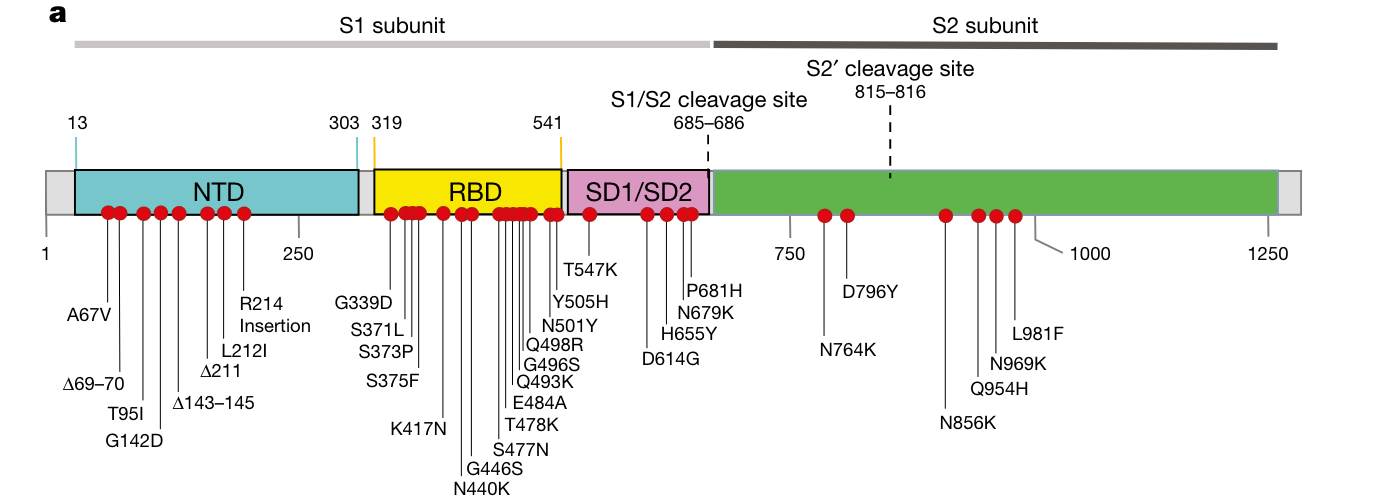 a
S1 subunit
S2 subunit
S2′ cleavage site
815–816
S1/S2 cleavage site
685–686
13
303
319
541
NTD
RBD
SD1/SD2
1
250
750
1000
1250
A67V
Δ69–70
T95I
G142D
Δ143–145
Δ211
L212I
R214
Insertion
G339D
S371L
S373P
S375F
K417N
N440K
G446S
S477N
T478K
E484A
Q493K
G496S
Q498R
N501Y
Y505H
T547K
D614G
H655Y
N679K
P681H
N764K
D796Y
N856K
Q954H
N969K
L981F